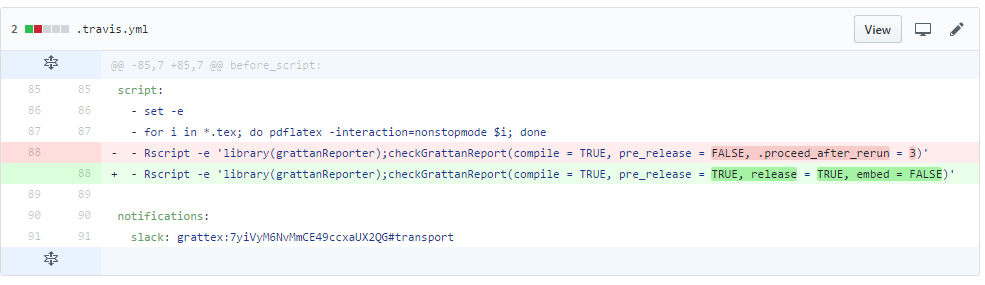 2 .travis.yml View
@@ -85,7 +85,7 @@ before_script:
85 85 script:
86 86 - set -e
87 87 - for i in *.tex; do pdflatex -interaction=nonstopmode $i; done
88 - - Rscript -e 'library(grattanReporter);checkGrattanReport(compile = TRUE, pre_release = FALSE, .proceed_after_rerun = 3)'
88 + - Rscript -e 'library(grattanReporter);checkGrattanReport(compile = TRUE, pre_release = TRUE, release = TRUE, embed = FALSE)'
89 89
90 90 notifications:
91 91 slack: grattex:7yiVyM6NvMmCE49ccxaUX2QG#transport